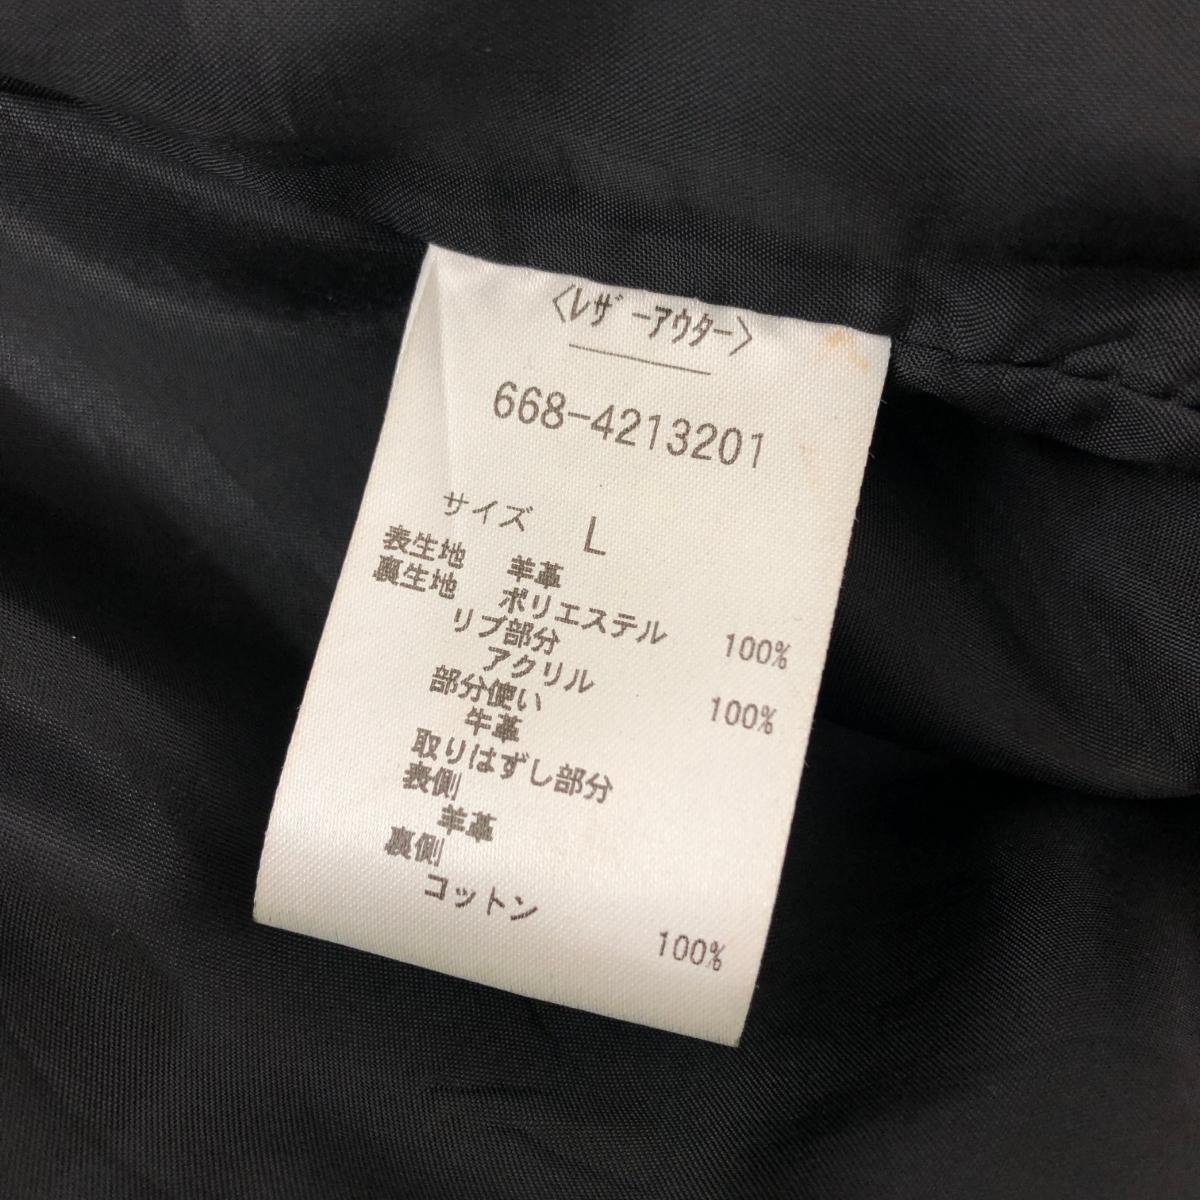 〈レザーアウター〉
668-4213201
サイズ L
表生地 羊革
裏生地 ポリエステル 100%
リブ部分
アクリル 100%
部分使い
牛革
取りはずし部分
表側
羊革
裏側
コットン 100%